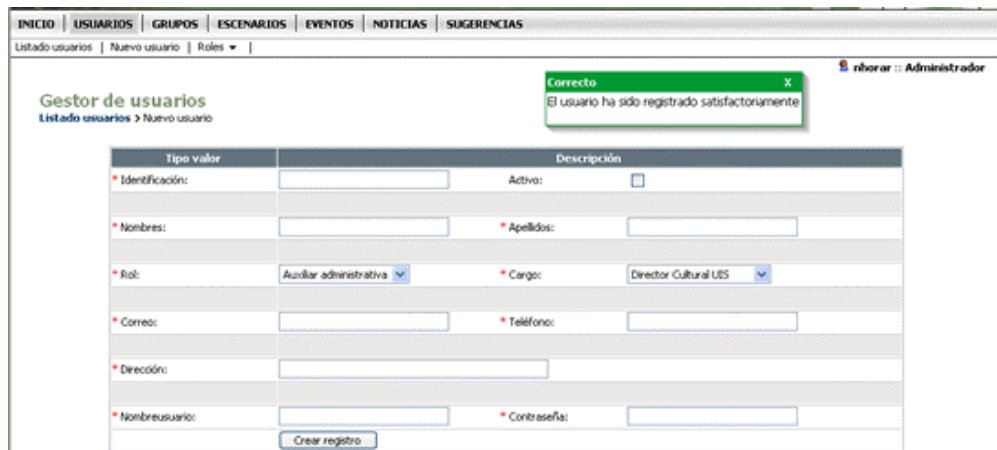 INICIO | USUARIOS | GRUPOS | ESCENARIOS | EVENTOS | NOTICIAS | SUGERENCIAS
Listado usuarios | Nuevo usuario | Roles |
nhorar :: Administrador
Correcto X
El usuario ha sido registrado satisfactoriamente
Gestor de usuarios
Listado usuarios > Nuevo usuario
Tipo valor Descripción
* Identificación: Activo:
* Nombres: * Apellidos:
* Rol: Auxiliar administrativa * Cargo: Director Cultural UIS
* Correo: * Teléfono:
* Dirección:
* Nombreusuario: * Contraseña:
Crear registro